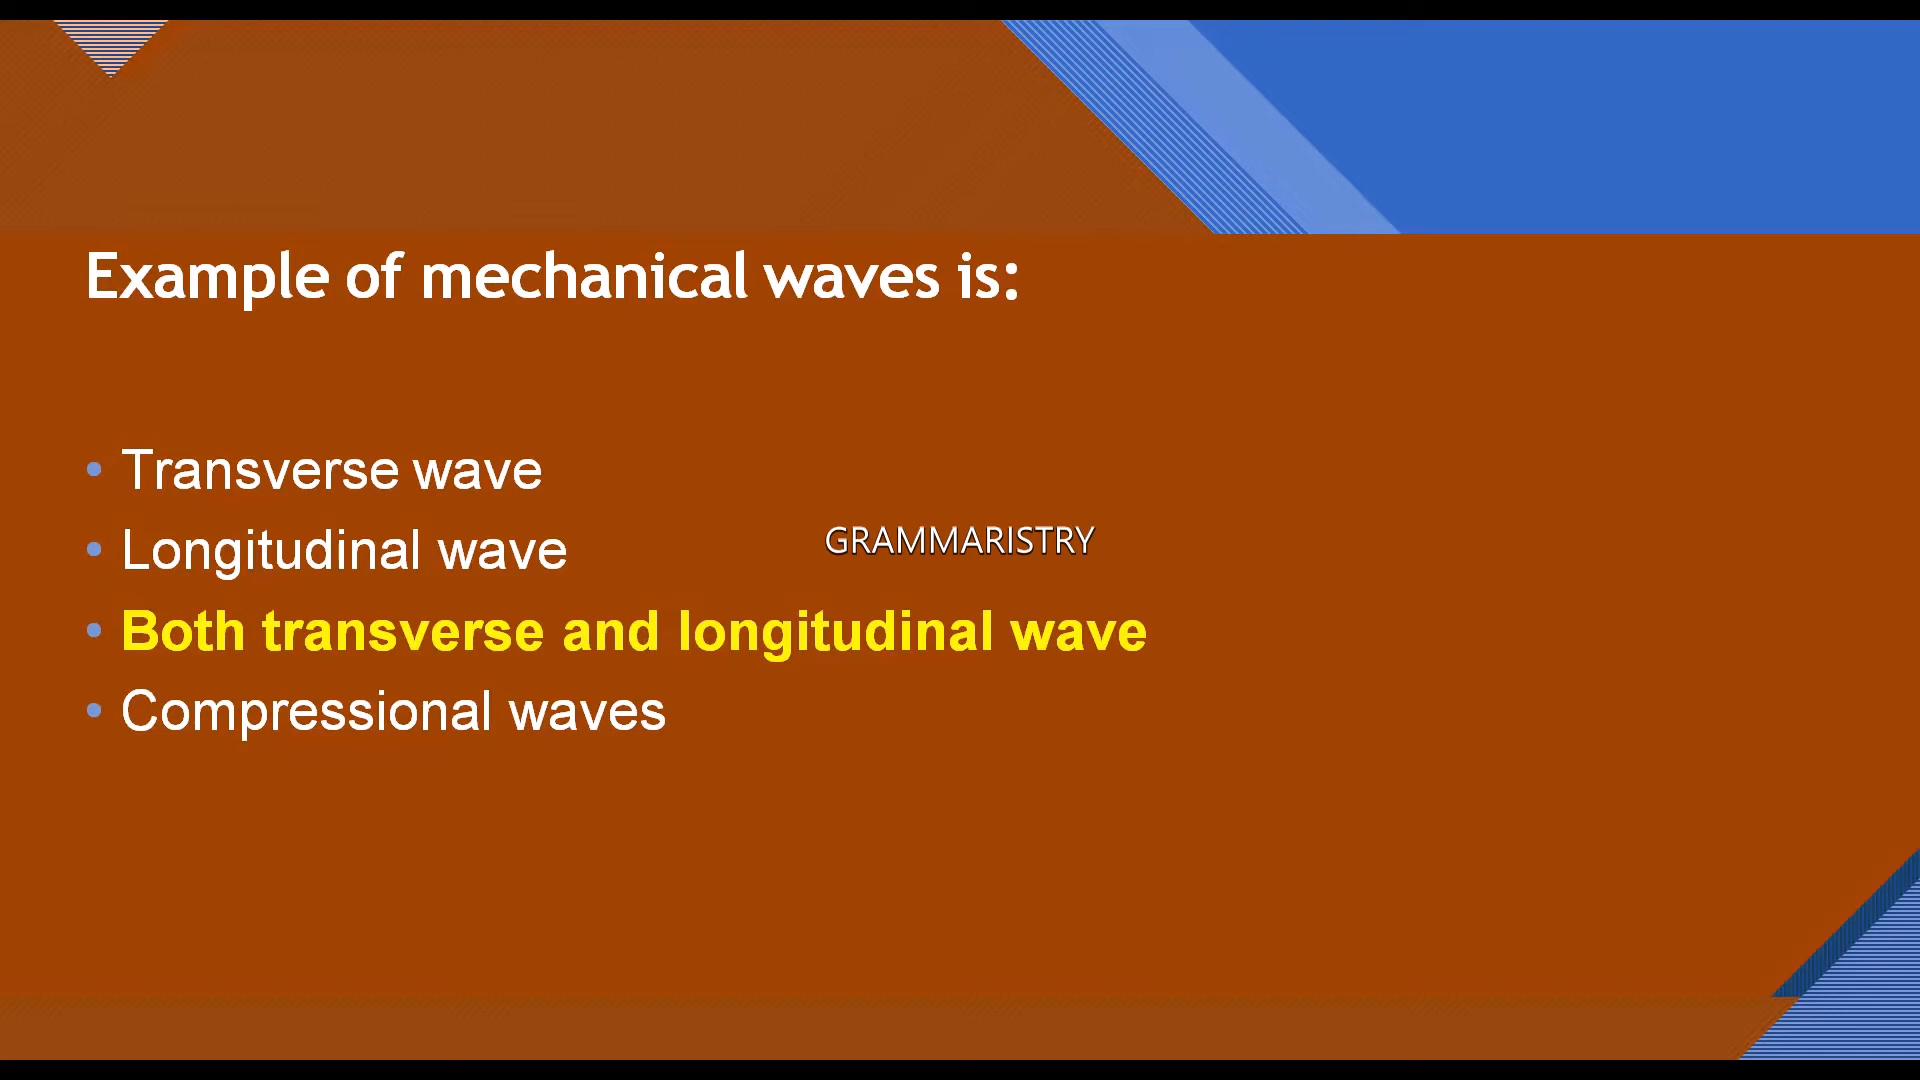 Example of mechanical waves is:
• Transverse wave
• Longitudinal wave
GRAMMARISTRY
• Both transverse and longitudinal wave
• Compressional waves